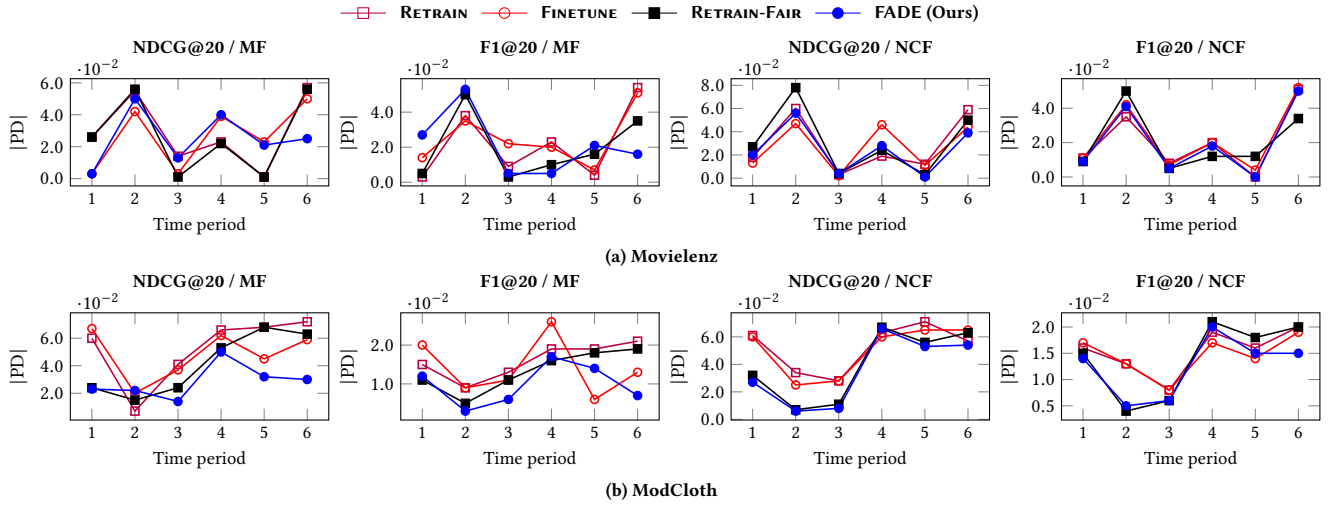 RETRAIN FINETUNE RETRAIN-FAIR FADE (Ours)
NDCG@20 / MF F1@20 / MF NDCG@20 / NCF F1@20 / NCF
·10⁻² ·10⁻² ·10⁻² ·10⁻²
|PD| 6.0 4.0 2.0 0.0
|PD| 4.0 2.0 0.0
|PD| 8.0 6.0 4.0 2.0 0.0
|PD| 4.0 2.0 0.0
1 2 3 4 5 6 1 2 3 4 5 6 1 2 3 4 5 6 1 2 3 4 5 6
Time period Time period Time period Time period
(a) Movielenz
NDCG@20 / MF F1@20 / MF NDCG@20 / NCF F1@20 / NCF
·10⁻² ·10⁻² ·10⁻² ·10⁻²
|PD| 6.0 4.0 2.0
|PD| 2.0 1.0
|PD| 6.0 4.0 2.0 0.0
|PD| 2.0 1.5 1.0 0.5
1 2 3 4 5 6 1 2 3 4 5 6 1 2 3 4 5 6 1 2 3 4 5 6
Time period Time period Time period Time period
(b) ModCloth